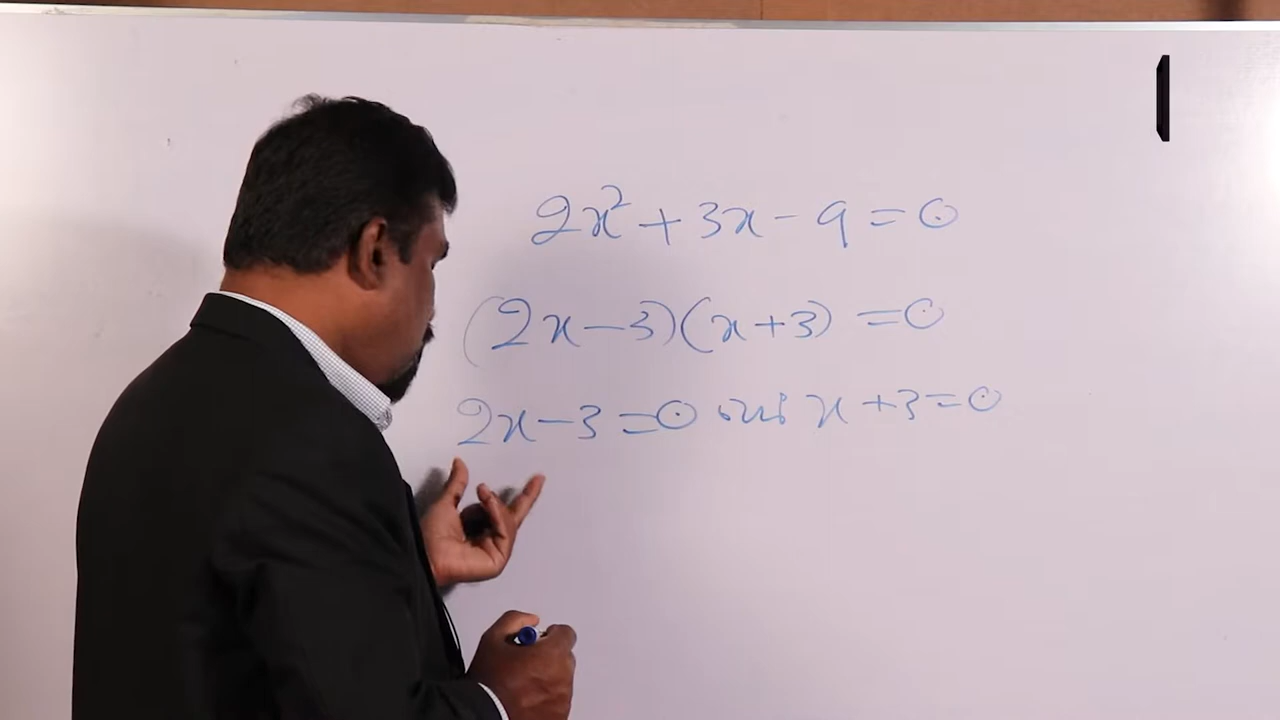 2x² + 3x - 9 = 0
(2x - 3)(x + 3) = 0
2x - 3 = 0 x + 3 = 0